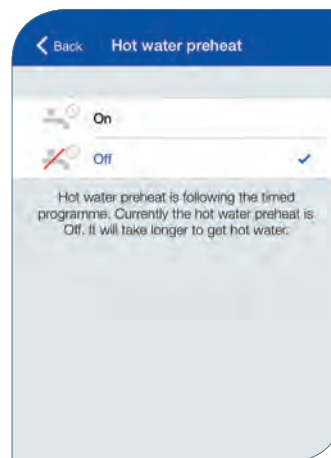 Back Hot water preheat
On
Off
Hot water preheat is following the timed
programme. Currently the hot water preheat is
Off. It will take longer to get hot water.